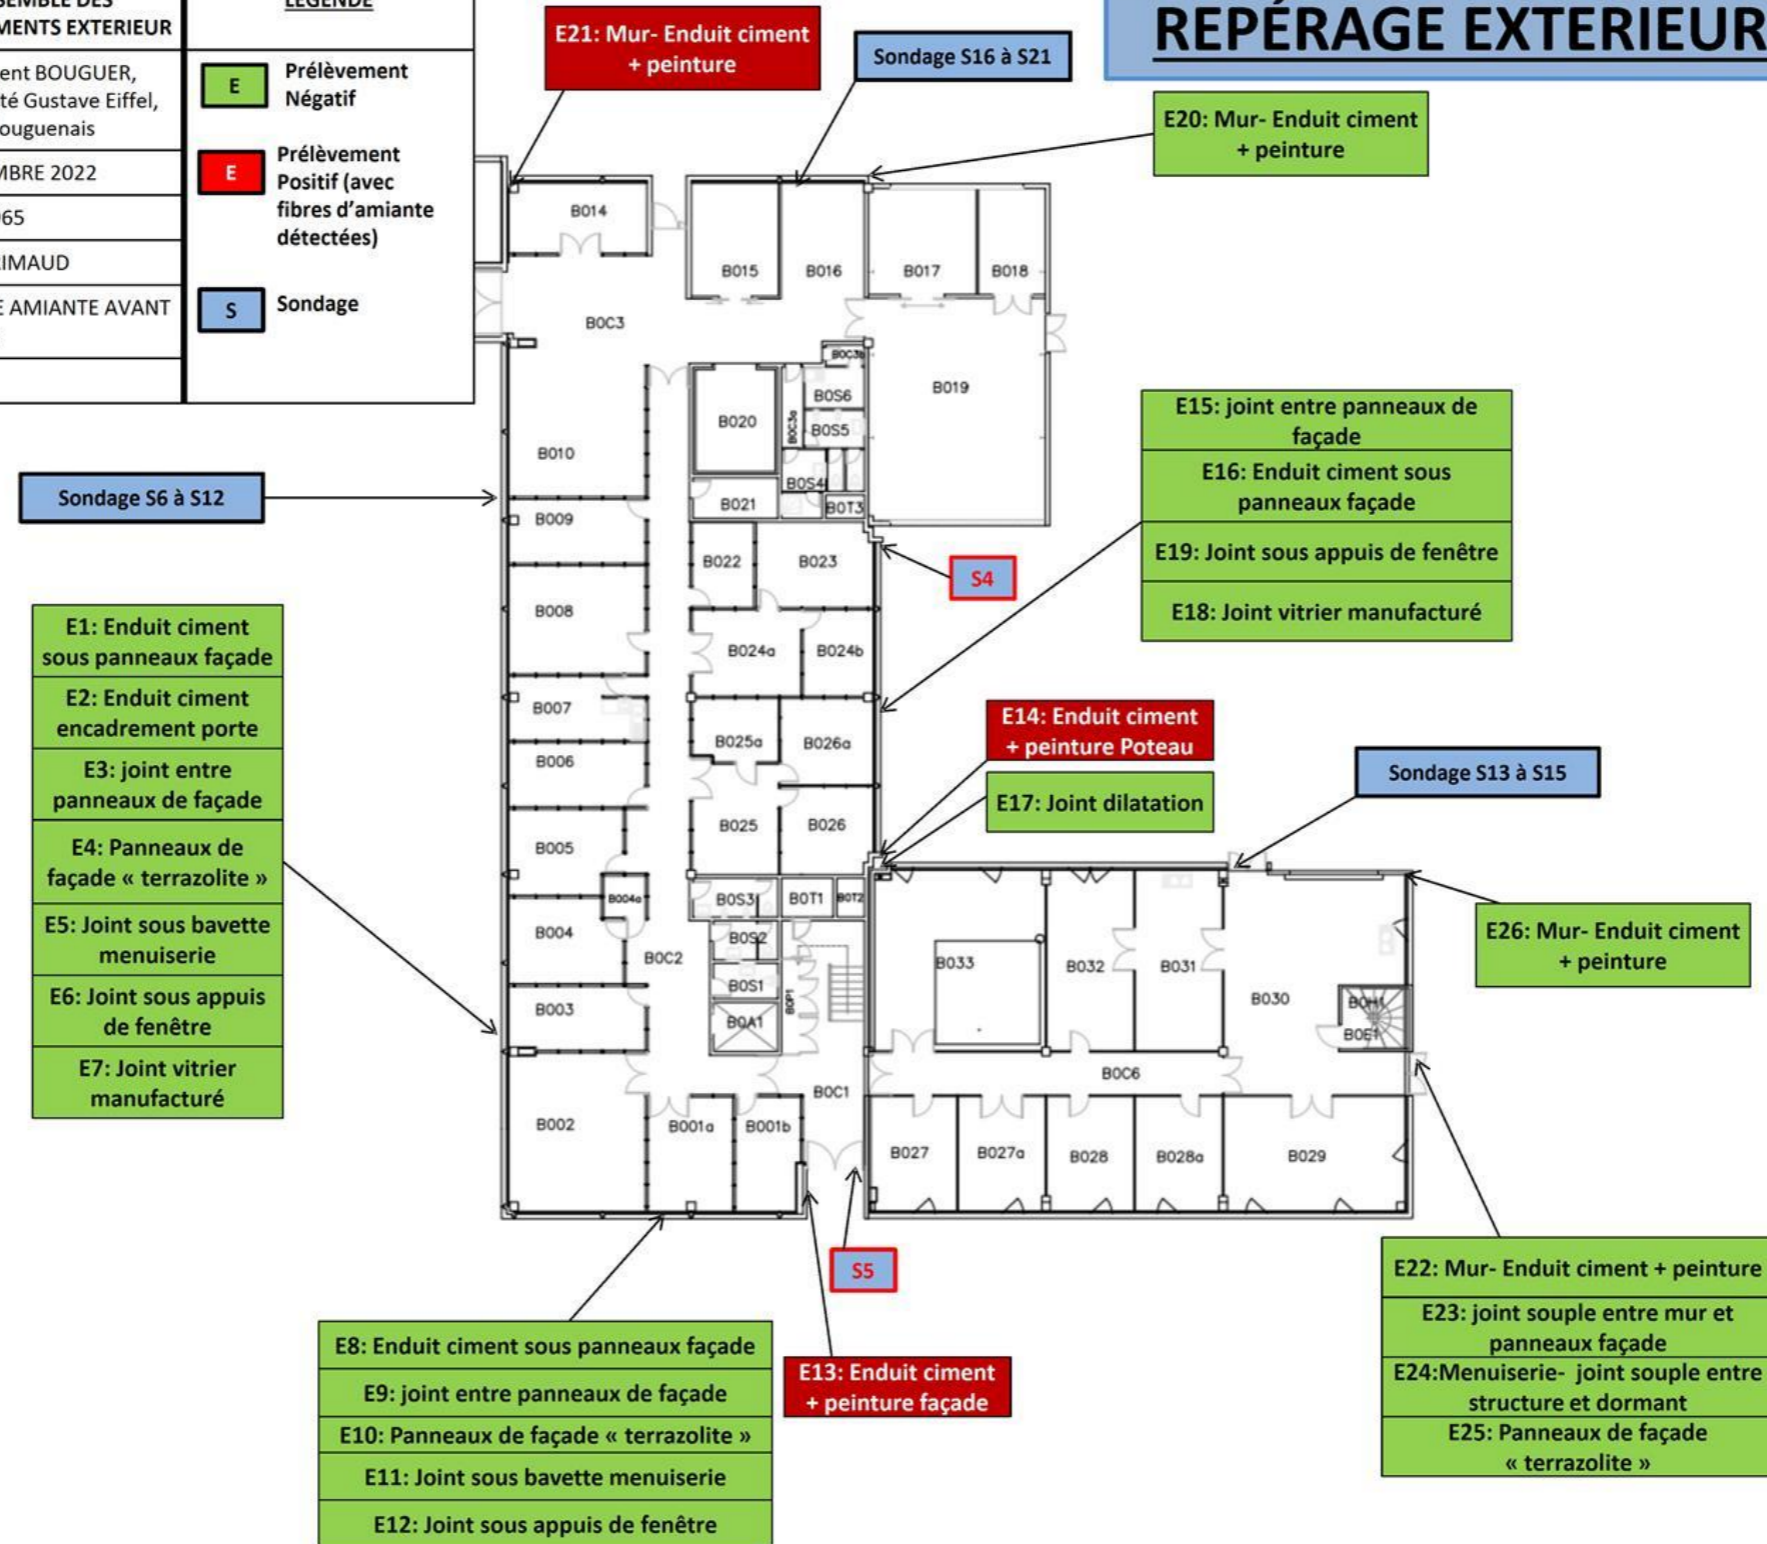 LEGENDE
MENTS EXTERIEUR
ent BOUGUER,
té Gustave Eiffel,
ouguenais
MBRE 2022
65
IMAUD
E AMIANTE AVANT
E
Prélèvement
Négatif
E
Prélèvement
Positif (avec
fibres d’amiante
détectées)
S
Sondage
REPÉRAGE EXTERIEUR
E21: Mur- Enduit ciment
+ peinture
Sondage S16 à S21
E20: Mur- Enduit ciment
+ peinture
B014
B015
B016
B017
B018
B0C3
B0C3b
B019
B0S6
B020
B0C3a
B0S5
B010
B0S4
B021
B0T3
B009
Sondage S6 à S12
B022
B023
S4
B008
B024a
B024b
E15: joint entre panneaux de
façade
E16: Enduit ciment sous
panneaux façade
E19: Joint sous appuis de fenêtre
E18: Joint vitrier manufacturé
E1: Enduit ciment
sous panneaux façade
E2: Enduit ciment
encadrement porte
E3: joint entre
panneaux de façade
E4: Panneaux de
façade « terrazolite »
E5: Joint sous bavette
menuiserie
E6: Joint sous appuis
de fenêtre
E7: Joint vitrier
manufacturé
B007
B025a
B026a
B006
B025
B026
B005
E14: Enduit ciment
+ peinture Poteau
E17: Joint dilatation
Sondage S13 à S15
B004a
B0S3
B0T1
B0T2
B004
B0S2
B0C2
B0S1
B0P1
B003
B0A1
B033
B032
B031
B030
B0H1
B0E1
E26: Mur- Enduit ciment
+ peinture
B0C1
B0C6
B002
B001a
B001b
B027
B027a
B028
B028a
B029
S5
E22: Mur- Enduit ciment + peinture
E23: joint souple entre mur et
panneaux façade
E24:Menuiserie- joint souple entre
structure et dormant
E25: Panneaux de façade
« terrazolite »
E8: Enduit ciment sous panneaux façade
E9: joint entre panneaux de façade
E10: Panneaux de façade « terrazolite »
E11: Joint sous bavette menuiserie
E12: Joint sous appuis de fenêtre
E13: Enduit ciment
+ peinture façade